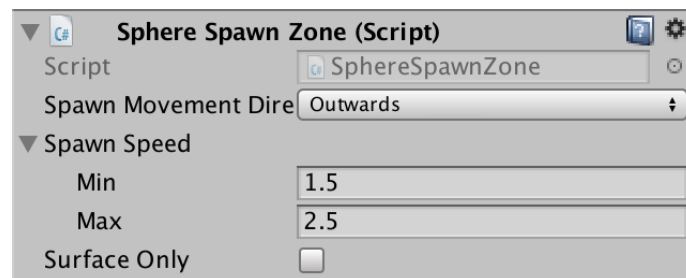 Sphere Spawn Zone (Script)
Script SphereSpawnZone
Spawn Movement Dire Outwards
Spawn Speed
Min 1.5
Max 2.5
Surface Only